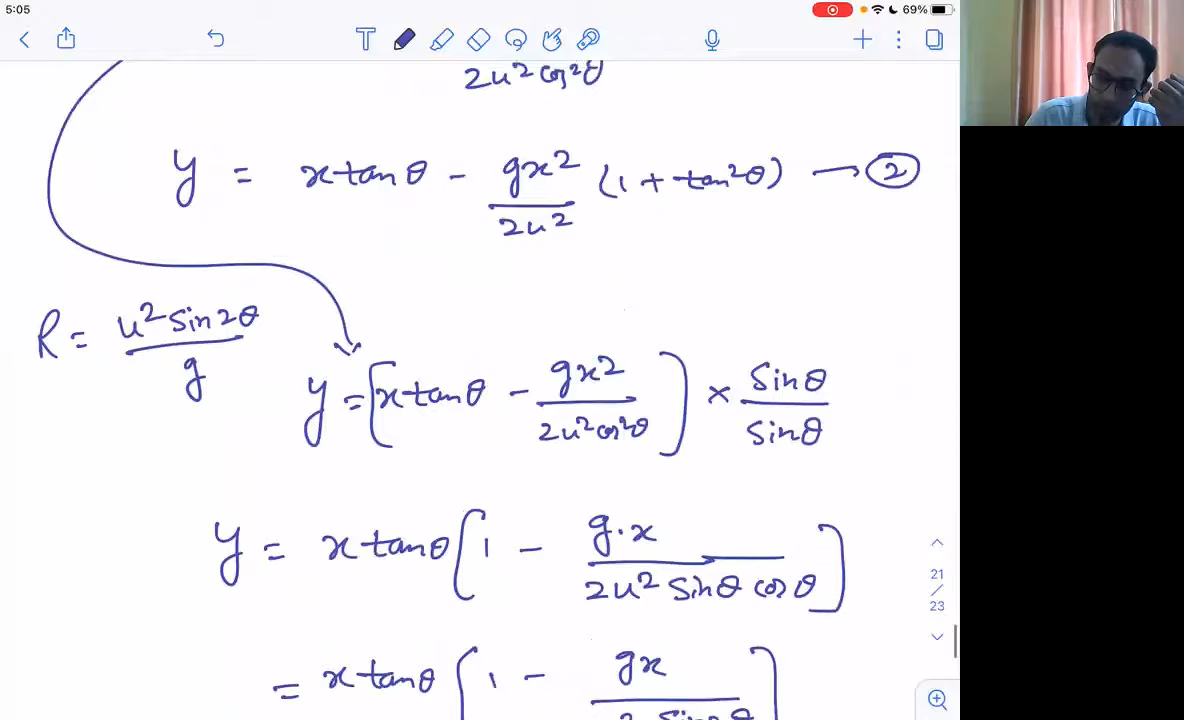 5:05 69%
2u²cos²θ
y = x tanθ - gx²/2u² (1 + tan²θ) → ②
R = u² sin2θ/g
y = [x tanθ - gx²/2u²cos²θ] × sinθ/sinθ
y = x tanθ [1 - g·x/2u² sinθ cosθ]
21
/
23
= x tanθ [1 - gx/